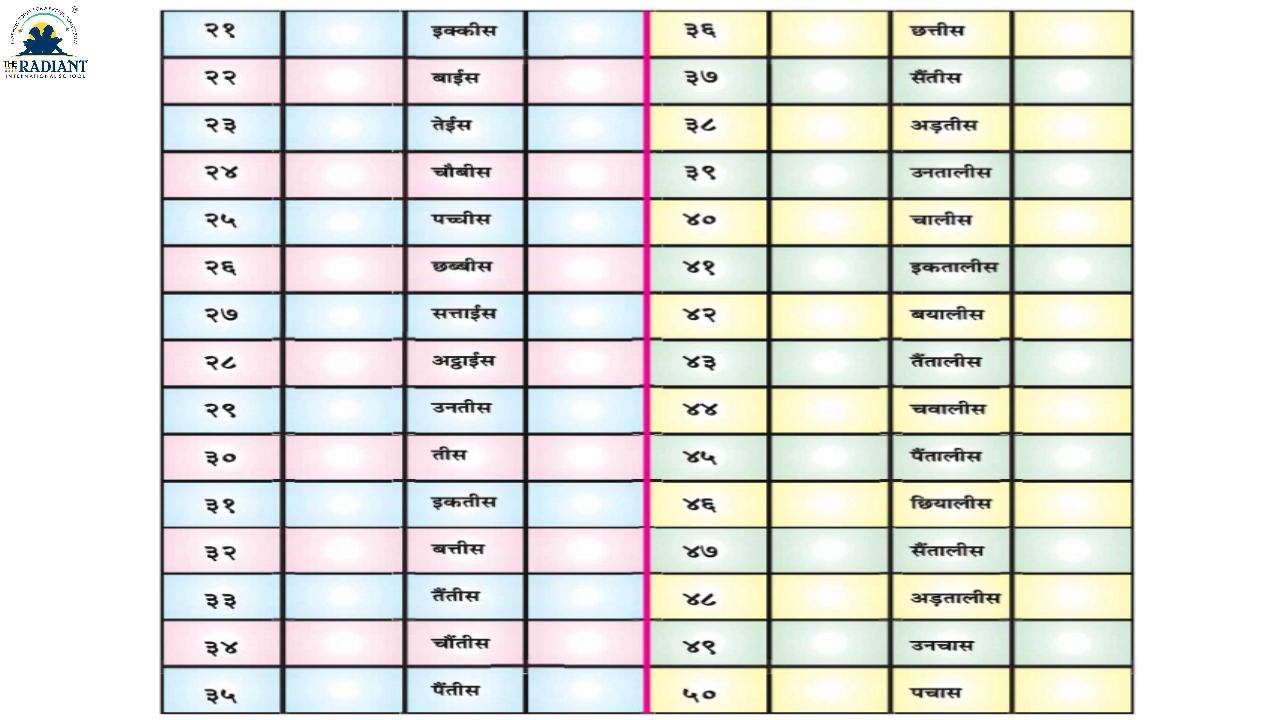 THE RADIANT
INTERNATIONAL SCHOOL
२१ इक्कीस ३६ छत्तीस
२२ बाईस ३७ सैंतीस
२३ तेईस ३८ अड़तीस
२४ चौबीस ३९ उनतालीस
२५ पच्चीस ४० चालीस
२६ छब्बीस ४१ इकतालीस
२७ सत्ताईस ४२ बयालीस
२८ अट्ठाईस ४३ तैंतालीस
२९ उनतीस ४४ चवालीस
३० तीस ४५ पैंतालीस
३१ इकतीस ४६ छियालीस
३२ बत्तीस ४७ सैंतालीस
३३ तैंतीस ४८ अड़तालीस
३४ चौंतीस ४९ उनचास
३५ पैंतीस ५० पचास